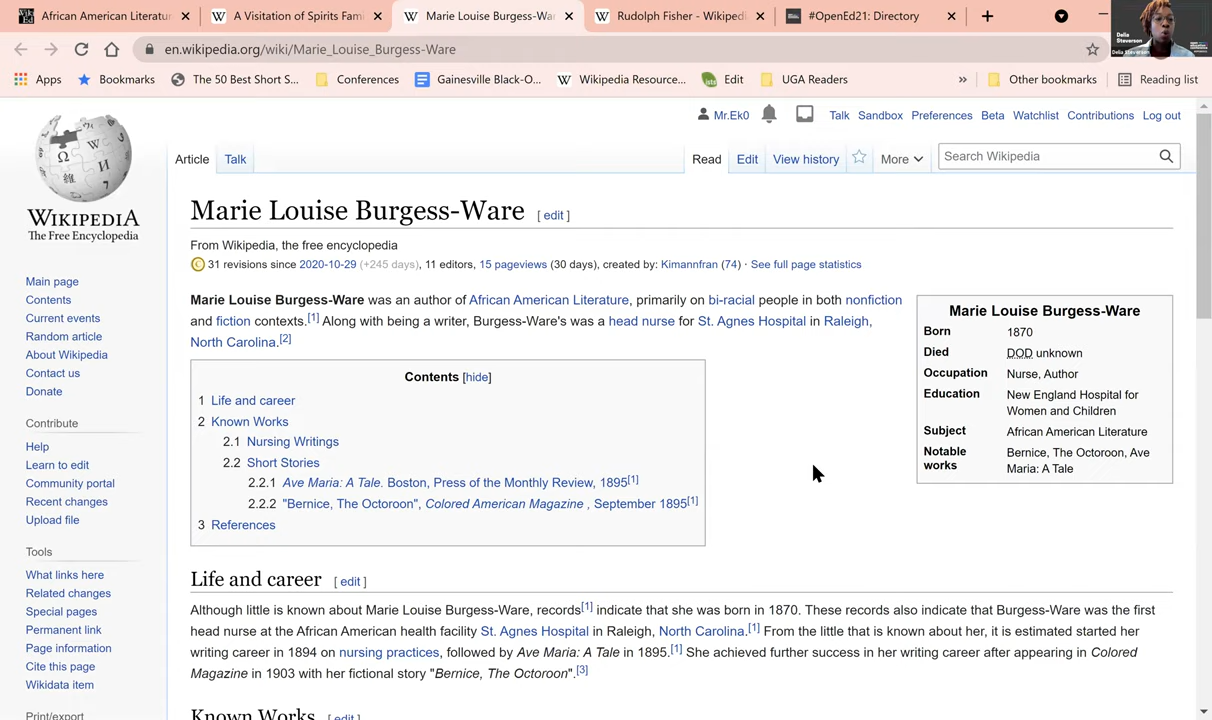 African American Literatur
A Visitation of Spirits Fam
Marie Louise Burgess-War
Rudolph Fisher - Wikipedi
#OpenEd21: Directory
Delia
Steverson
Delia Steverson
en.wikipedia.org/wiki/Marie_Louise_Burgess-Ware
Apps
Bookmarks
The 50 Best Short S...
Conferences
Gainesville Black-O...
Wikipedia Resource...
Edit
UGA Readers
»
Other bookmarks
Reading list
Mr.Ek0
Talk Sandbox Preferences Beta Watchlist Contributions Log out
Article Talk
Read Edit View history More
Search Wikipedia
WIKIPEDIA
The Free Encyclopedia
Main page
Contents
Current events
Random article
About Wikipedia
Contact us
Donate
Contribute
Help
Learn to edit
Community portal
Recent changes
Upload file
Tools
What links here
Related changes
Special pages
Permanent link
Page information
Cite this page
Wikidata item
Print/export
Marie Louise Burgess-Ware [ edit ]
From Wikipedia, the free encyclopedia
31 revisions since 2020-10-29 (+245 days), 11 editors, 15 pageviews (30 days), created by: Kimannfran (74) · See full page statistics
Marie Louise Burgess-Ware was an author of African American Literature, primarily on bi-racial people in both nonfiction
and fiction contexts.[1] Along with being a writer, Burgess-Ware's was a head nurse for St. Agnes Hospital in Raleigh,
North Carolina.[2]
Contents [hide]
1 Life and career
2 Known Works
2.1 Nursing Writings
2.2 Short Stories
2.2.1 Ave Maria: A Tale. Boston, Press of the Monthly Review, 1895[1]
2.2.2 "Bernice, The Octoroon", Colored American Magazine , September 1895[1]
3 References
Marie Louise Burgess-Ware
Born 1870
Died DOD unknown
Occupation Nurse, Author
Education New England Hospital for
Women and Children
Subject African American Literature
Notable works Bernice, The Octoroon, Ave
Maria: A Tale
Life and career [ edit ]
Although little is known about Marie Louise Burgess-Ware, records[1] indicate that she was born in 1870. These records also indicate that Burgess-Ware was the first
head nurse at the African American health facility St. Agnes Hospital in Raleigh, North Carolina.[1] From the little that is known about her, it is estimated started her
writing career in 1894 on nursing practices, followed by Ave Maria: A Tale in 1895.[1] She achieved further success in her writing career after appearing in Colored
Magazine in 1903 with her fictional story "Bernice, The Octoroon".[3]
Known Works [ edit ]